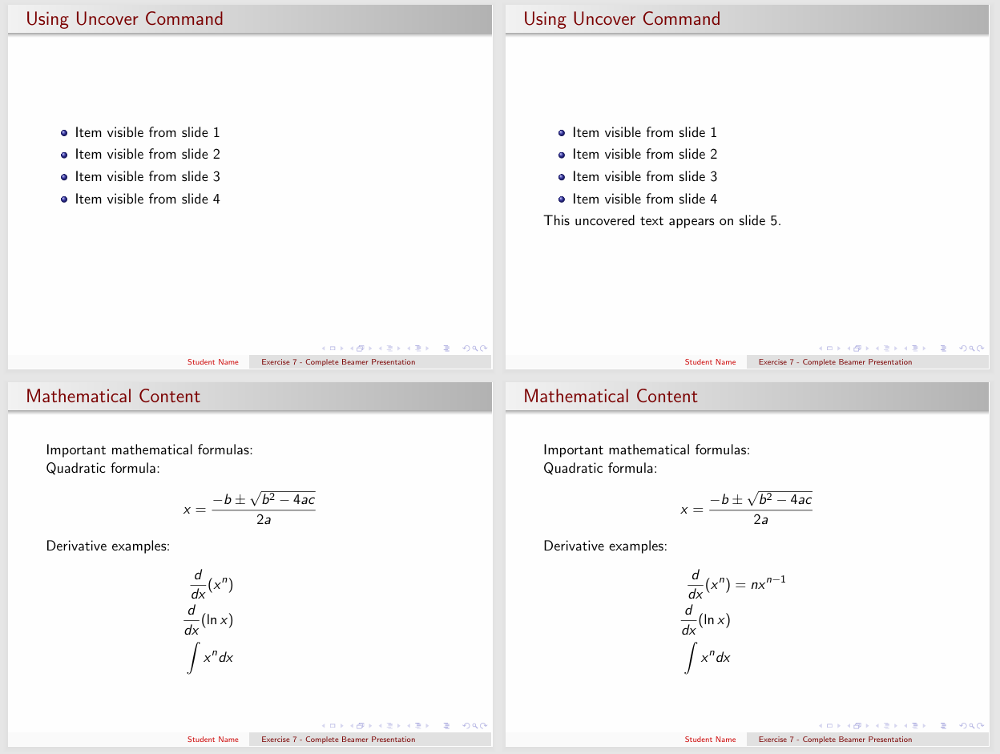 Using Uncover Command
• Item visible from slide 1
• Item visible from slide 2
• Item visible from slide 3
• Item visible from slide 4
Student Name Exercise 7 - Complete Beamer Presentation
Using Uncover Command
• Item visible from slide 1
• Item visible from slide 2
• Item visible from slide 3
• Item visible from slide 4
This uncovered text appears on slide 5.
Student Name Exercise 7 - Complete Beamer Presentation
Mathematical Content
Important mathematical formulas:
Quadratic formula:
x = \frac{-b \pm \sqrt{b^2 - 4ac}}{2a}
Derivative examples:
\frac{d}{dx}(x^n)
\frac{d}{dx}(\ln x)
\int x^n dx
Student Name Exercise 7 - Complete Beamer Presentation
Mathematical Content
Important mathematical formulas:
Quadratic formula:
x = \frac{-b \pm \sqrt{b^2 - 4ac}}{2a}
Derivative examples:
\frac{d}{dx}(x^n) = nx^{n-1}
\frac{d}{dx}(\ln x)
\int x^n dx
Student Name Exercise 7 - Complete Beamer Presentation